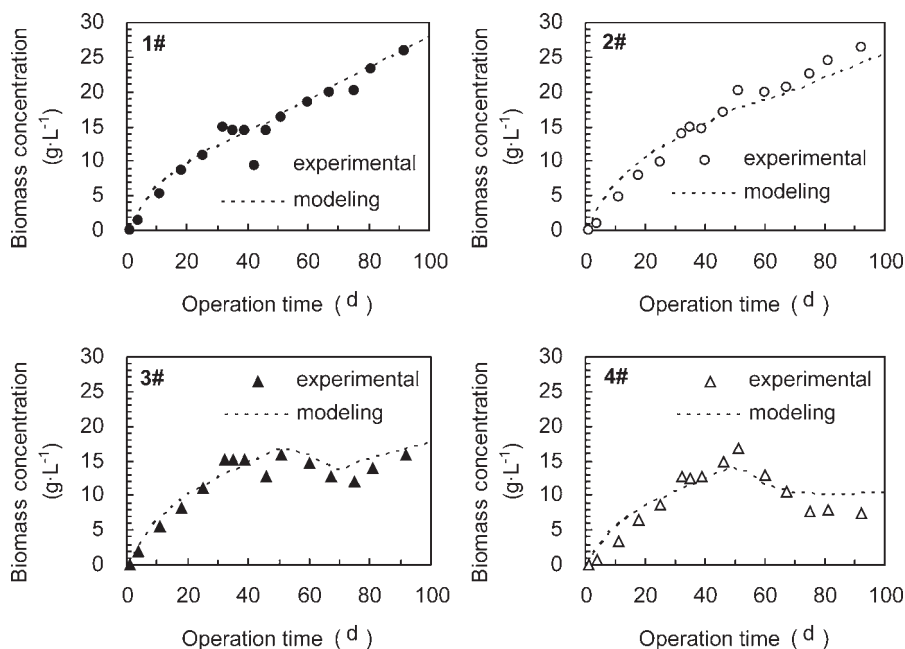 1#
Biomass concentration
(g·L⁻¹)
30
25
20
15
10
5
0
experimental
modeling
0 20 40 60 80 100
Operation time ( d )
2#
Biomass concentration
(g·L⁻¹)
30
25
20
15
10
5
0
experimental
modeling
0 20 40 60 80 100
Operation time ( d )
3#
Biomass concentration
(g·L⁻¹)
30
25
20
15
10
5
0
experimental
modeling
0 20 40 60 80 100
Operation time ( d )
4#
Biomass concentration
(g·L⁻¹)
30
25
20
15
10
5
0
experimental
modeling
0 20 40 60 80 100
Operation time ( d )